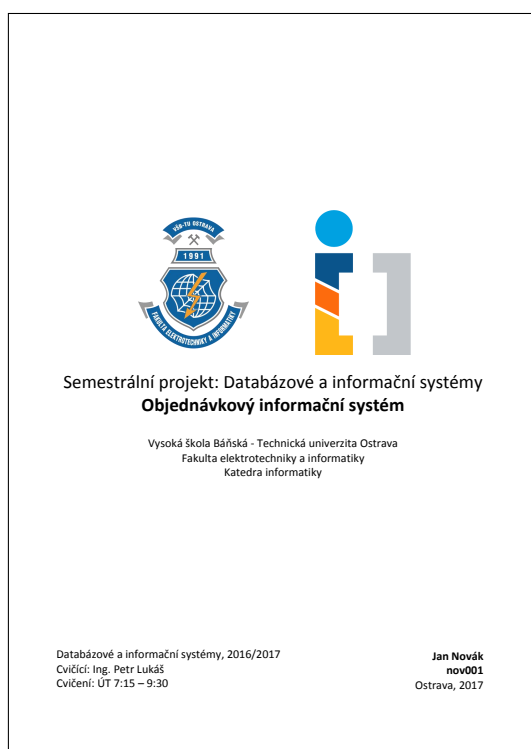 VŠB-TU OSTRAVA
1991
FAKULTA ELEKTROTECHNIKY A INFORMATIKY
Semestrální projekt: Databázové a informační systémy
Objednávkový informační systém
Vysoká škola Báňská - Technická univerzita Ostrava
Fakulta elektrotechniky a informatiky
Katedra informatiky
Databázové a informační systémy, 2016/2017
Cvičící: Ing. Petr Lukáš
Cvičení: ÚT 7:15 – 9:30
Jan Novák
nov001
Ostrava, 2017